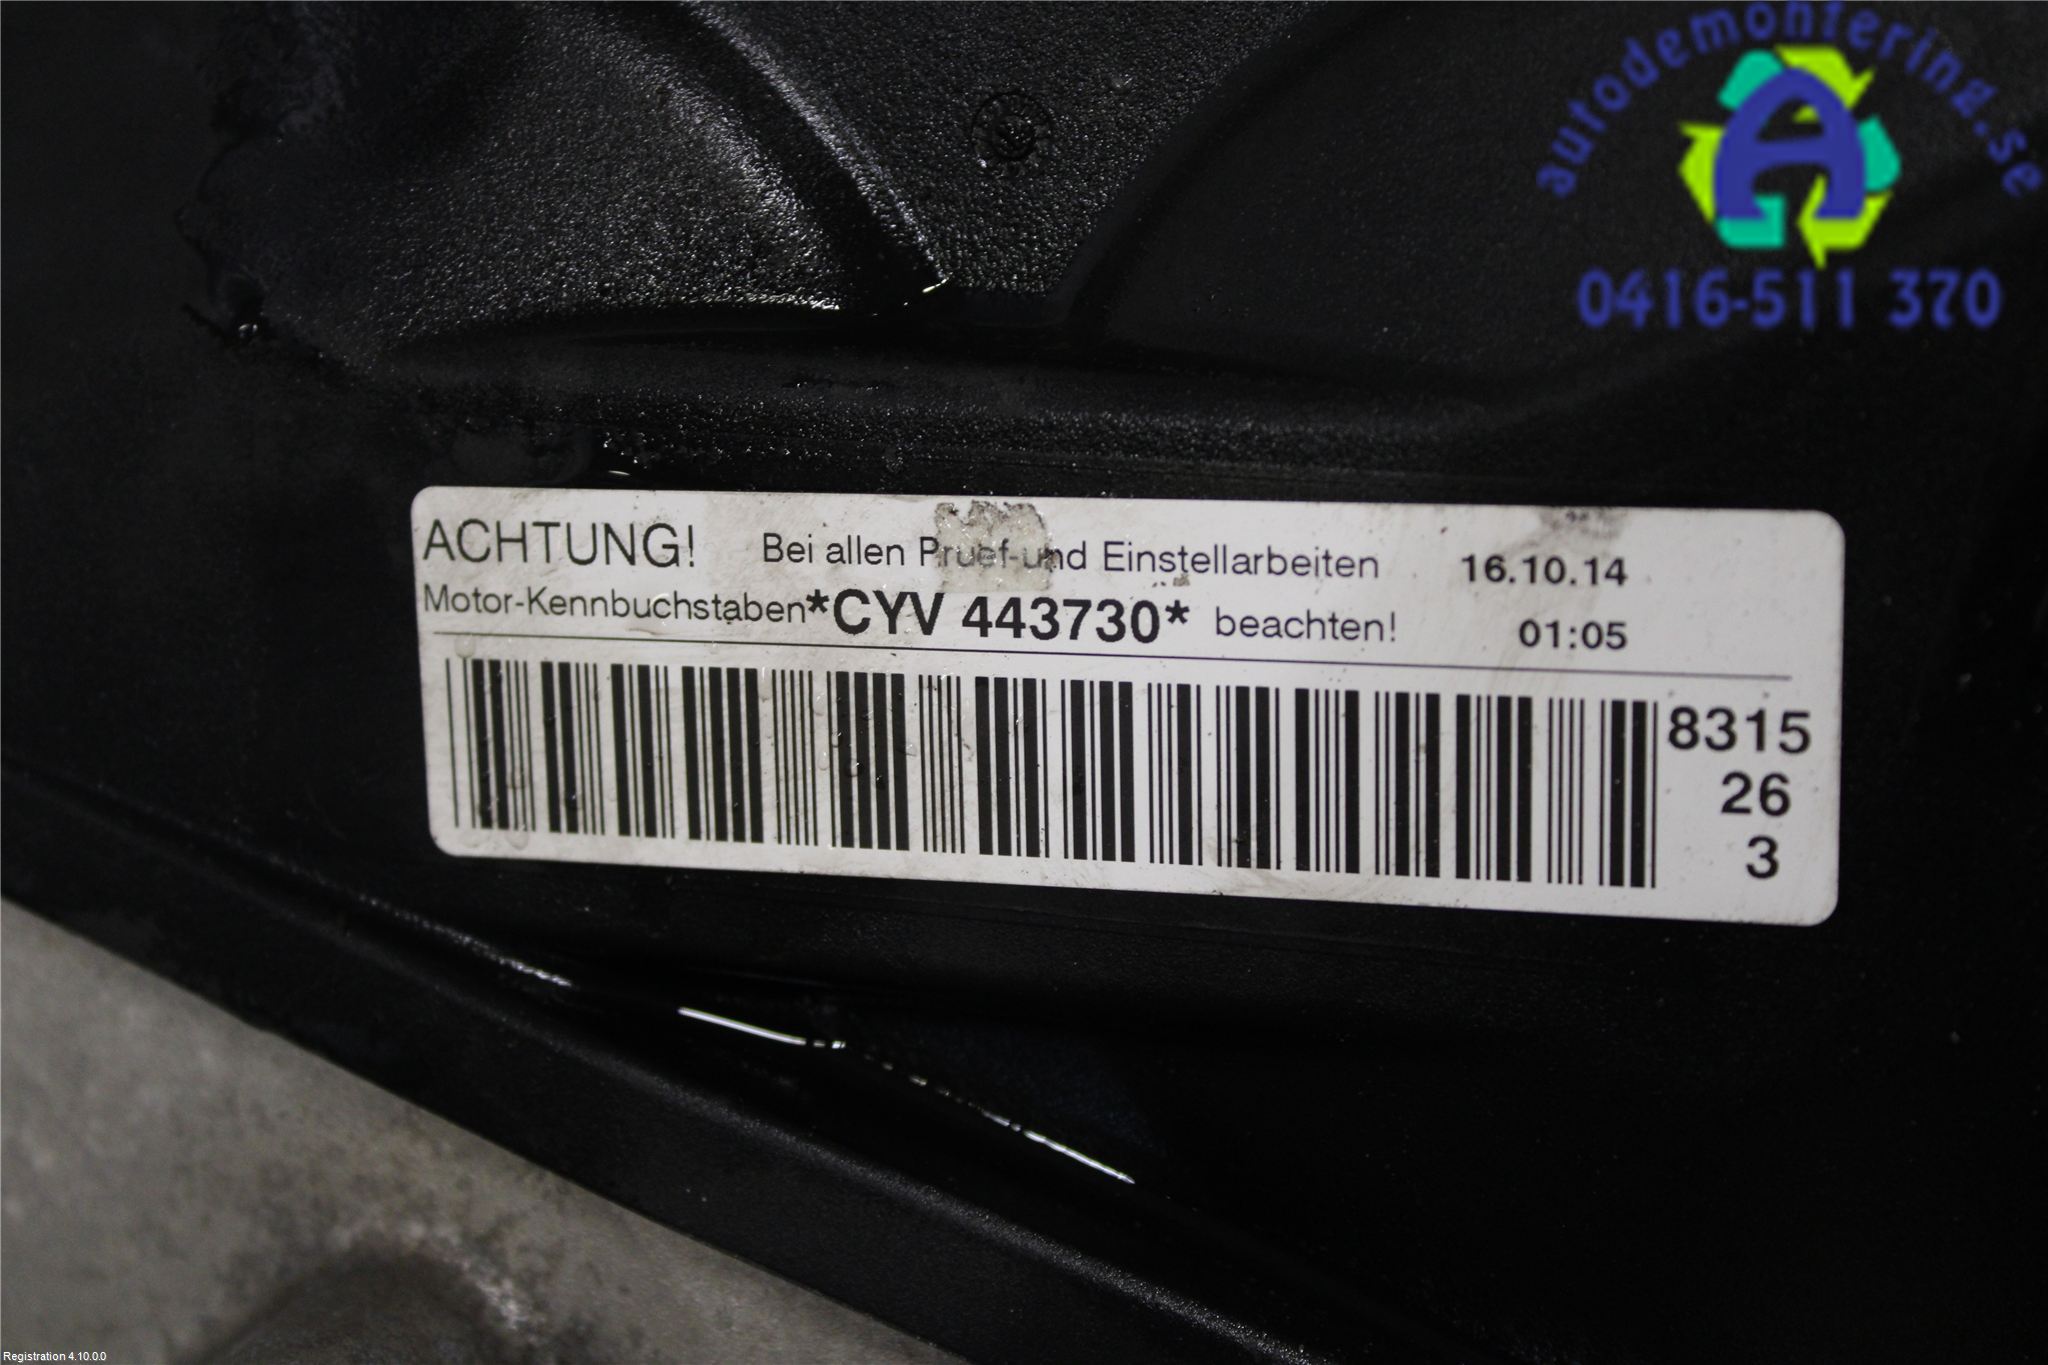 autodemontering.se
A
0416-511 370
ACHTUNG! Bei allen Pruef-und Einstellarbeiten 16.10.14
Motor-Kennbuchstaben*CYV 443730* beachten! 01:05
8315
26
3
Registration 4.10.0.0